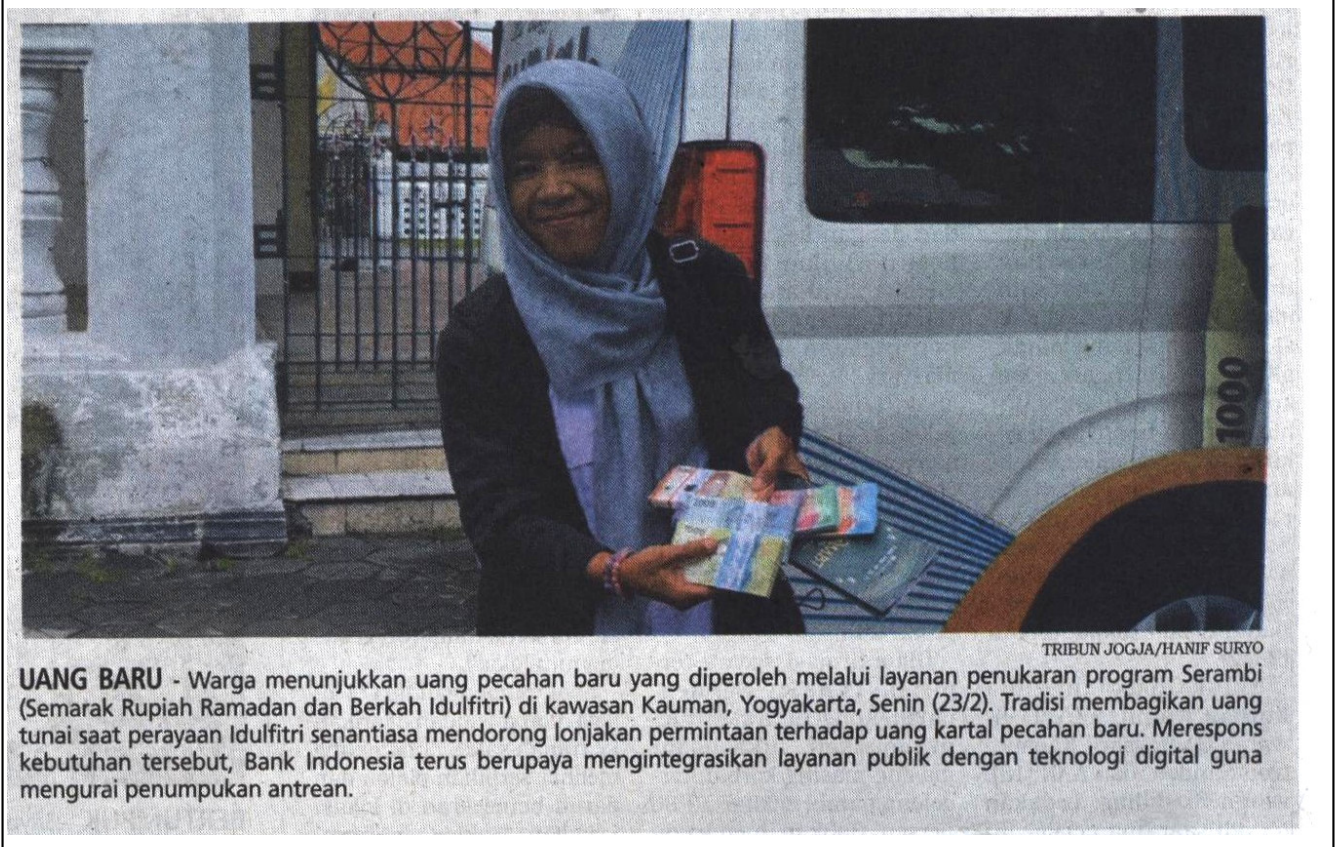 1000
TRIBUN JOGJA/HANIF SURYO
UANG BARU - Warga menunjukkan uang pecahan baru yang diperoleh melalui layanan penukaran program Serambi
(Semarak Rupiah Ramadan dan Berkah Idulfitri) di kawasan Kauman, Yogyakarta, Senin (23/2). Tradisi membagikan uang
tunai saat perayaan Idulfitri senantiasa mendorong lonjakan permintaan terhadap uang kartal pecahan baru. Merespons
kebutuhan tersebut, Bank Indonesia terus berupaya mengintegrasikan layanan publik dengan teknologi digital guna
mengurai penumpukan antrean.